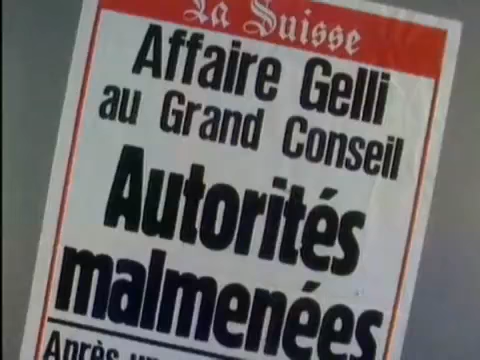 La Suisse
Affaire Gelli
au Grand Conseil
Autorités
malmenées
Après